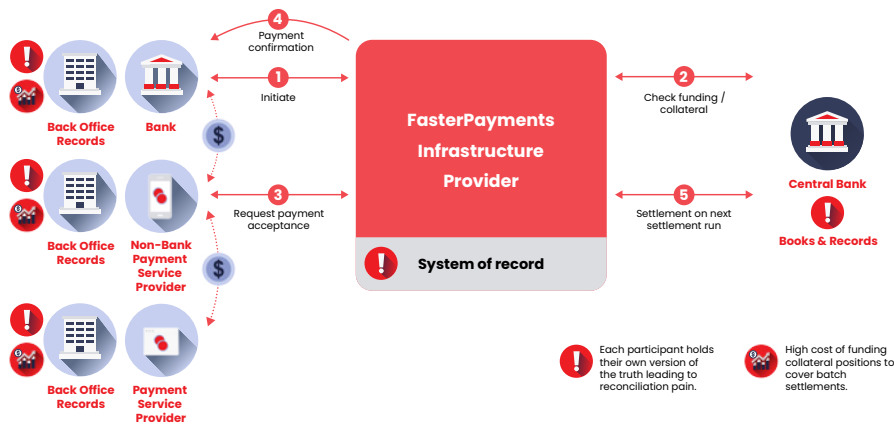 4
Payment
confirmation
1
Initiate
2
Check funding /
collateral
Back Office
Records
Bank
$
FasterPayments
Infrastructure
Provider
Central Bank
3
Request payment
acceptance
5
Settlement on next
settlement run
Back Office
Records
Non-Bank
Payment
Service
Provider
!
Books & Records
$
!
System of record
Back Office
Records
Payment
Service
Provider
!
Each participant holds
their own version of
the truth leading to
reconciliation pain.
High cost of funding
collateral positions to
cover batch
settlements.